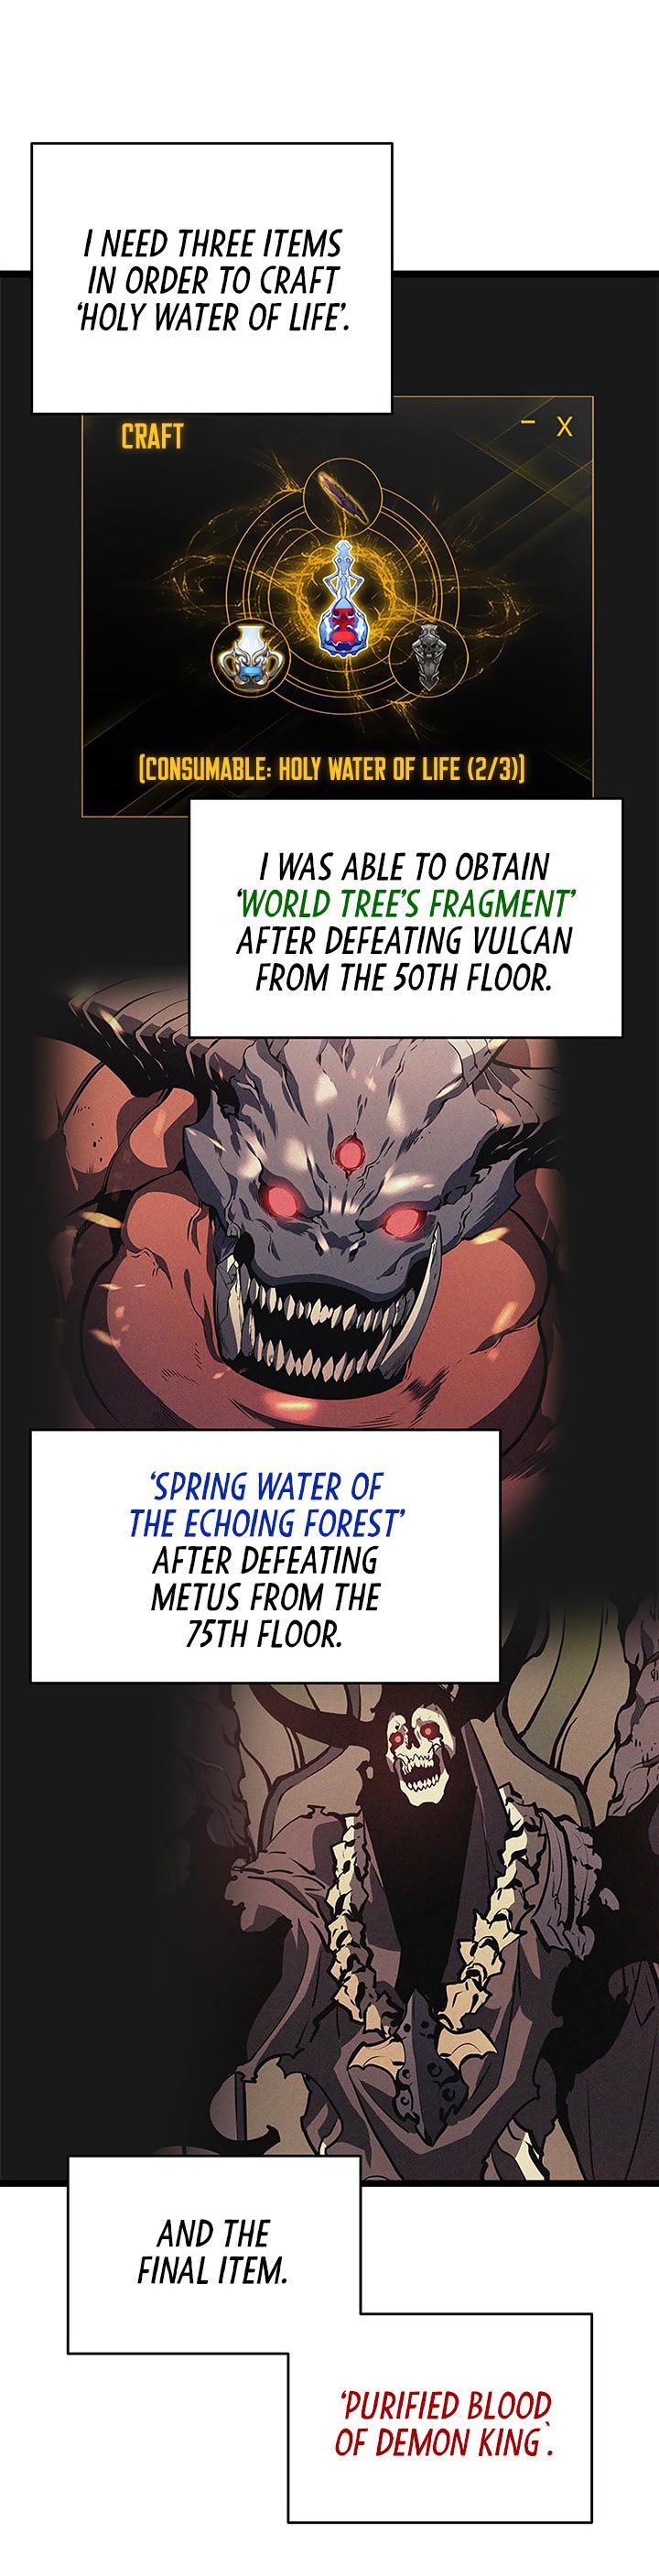 I NEED THREE ITEMS
IN ORDER TO CRAFT
'HOLY WATER OF LIFE'.
CRAFT
- X
[CONSUMABLE: HOLY WATER OF LIFE (2/3)]
I WAS ABLE TO OBTAIN
'WORLD TREE'S FRAGMENT'
AFTER DEFEATING VULCAN
FROM THE 50TH FLOOR.
'SPRING WATER OF
THE ECHOING FOREST'
AFTER DEFEATING
METUS FROM THE
75TH FLOOR.
AND THE
FINAL ITEM.
'PURIFIED BLOOD
OF DEMON KING'.